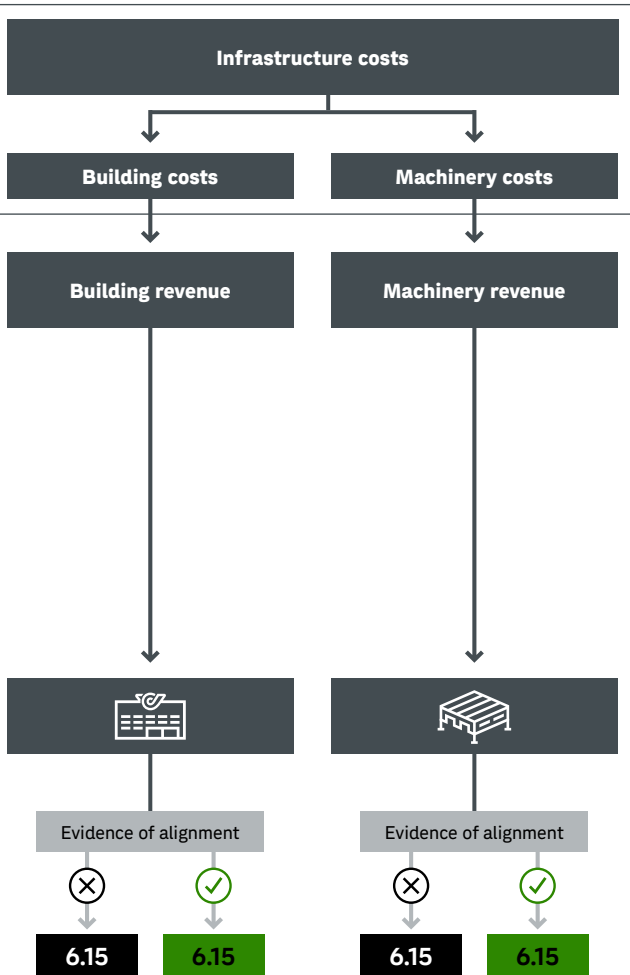 Infrastructure costs
Building costs
Machinery costs
Building revenue
Machinery revenue
Evidence of alignment
Evidence of alignment
6.15
6.15
6.15
6.15